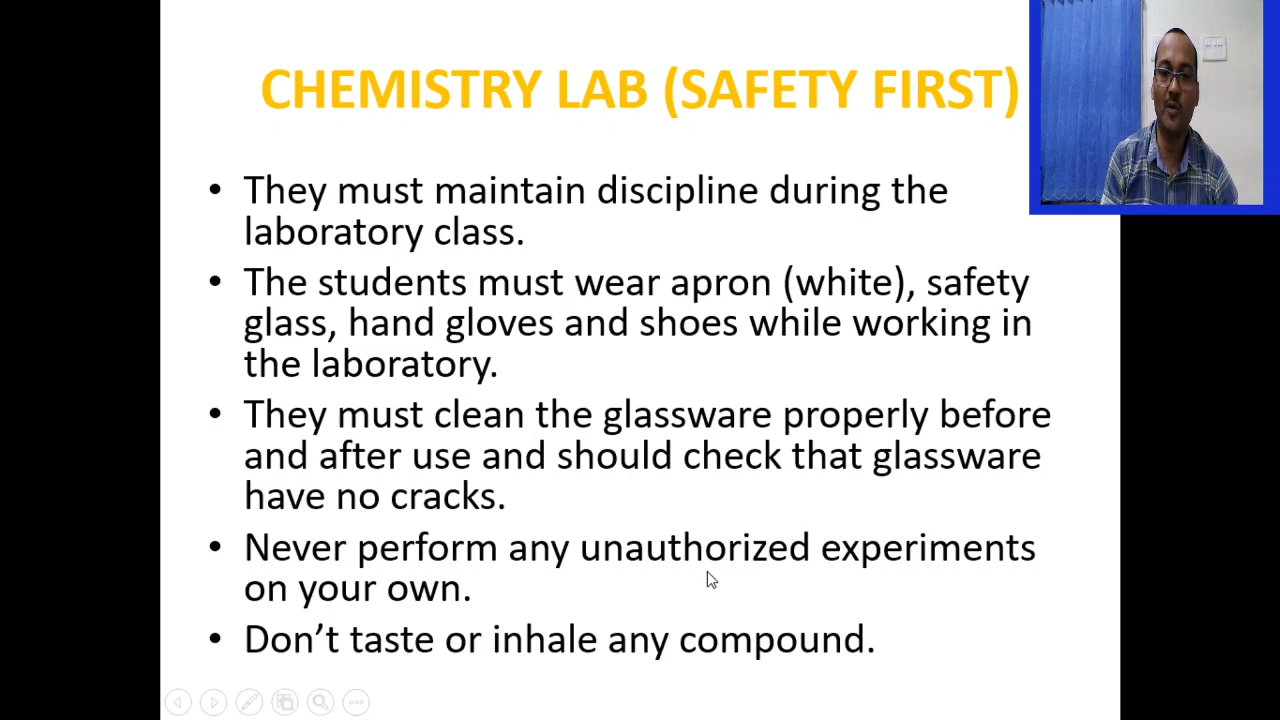 CHEMISTRY LAB (SAFETY FIRST)
• They must maintain discipline during the
laboratory class.
• The students must wear apron (white), safety
glass, hand gloves and shoes while working in
the laboratory.
• They must clean the glassware properly before
and after use and should check that glassware
have no cracks.
• Never perform any unauthorized experiments
on your own.
• Don’t taste or inhale any compound.